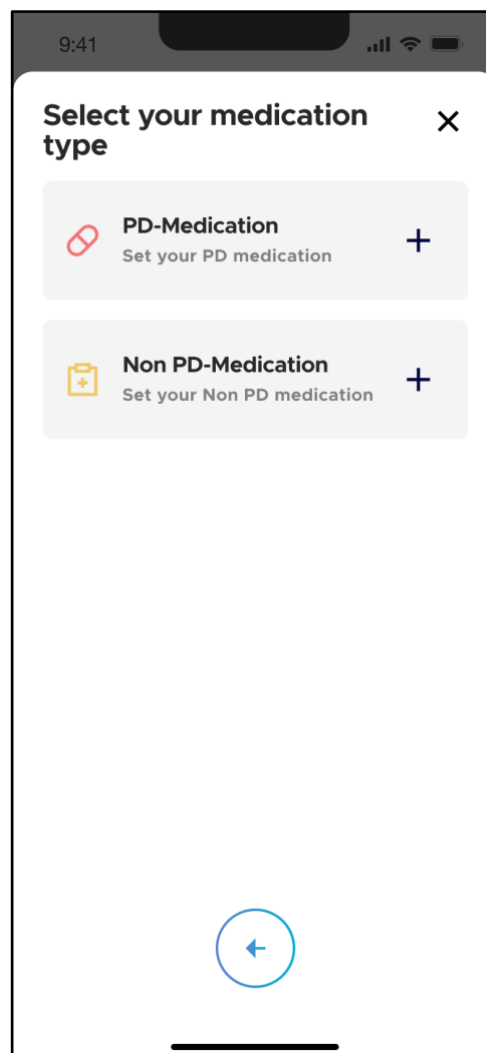 9:41
Select your medication
type
PD-Medication
Set your PD medication
Non PD-Medication
Set your Non PD medication